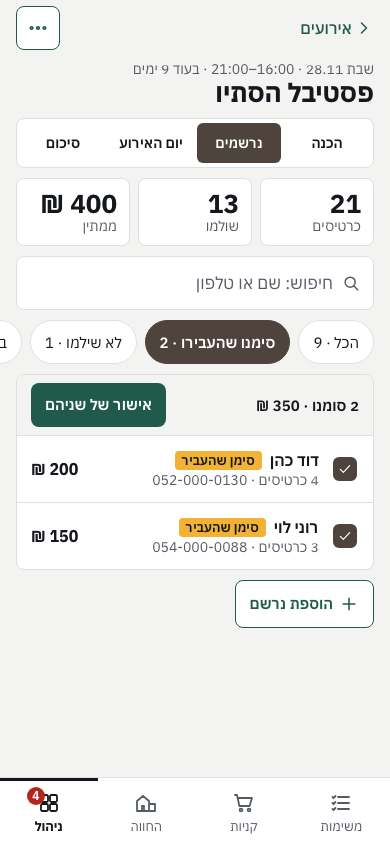 אירועים
שבת 28.11 · 16:00–21:00 · בעוד 9 ימים
פסטיבל הסתיו
הכנה
נרשמים
יום האירוע
סיכום
21
כרטיסים
13
שולמו
400 ₪
ממתין
חיפוש: שם או טלפון
הכל · 9
סימנו שהעבירו · 2
לא שילמו · 1
2 סומנו · 350 ₪
אישור של שניהם
דוד כהן סימן שהעביר
4 כרטיסים · 052-000-0130
200 ₪
רוני לוי סימן שהעביר
3 כרטיסים · 054-000-0088
150 ₪
הוספת נרשם
משימות
קניות
החווה
4
ניהול